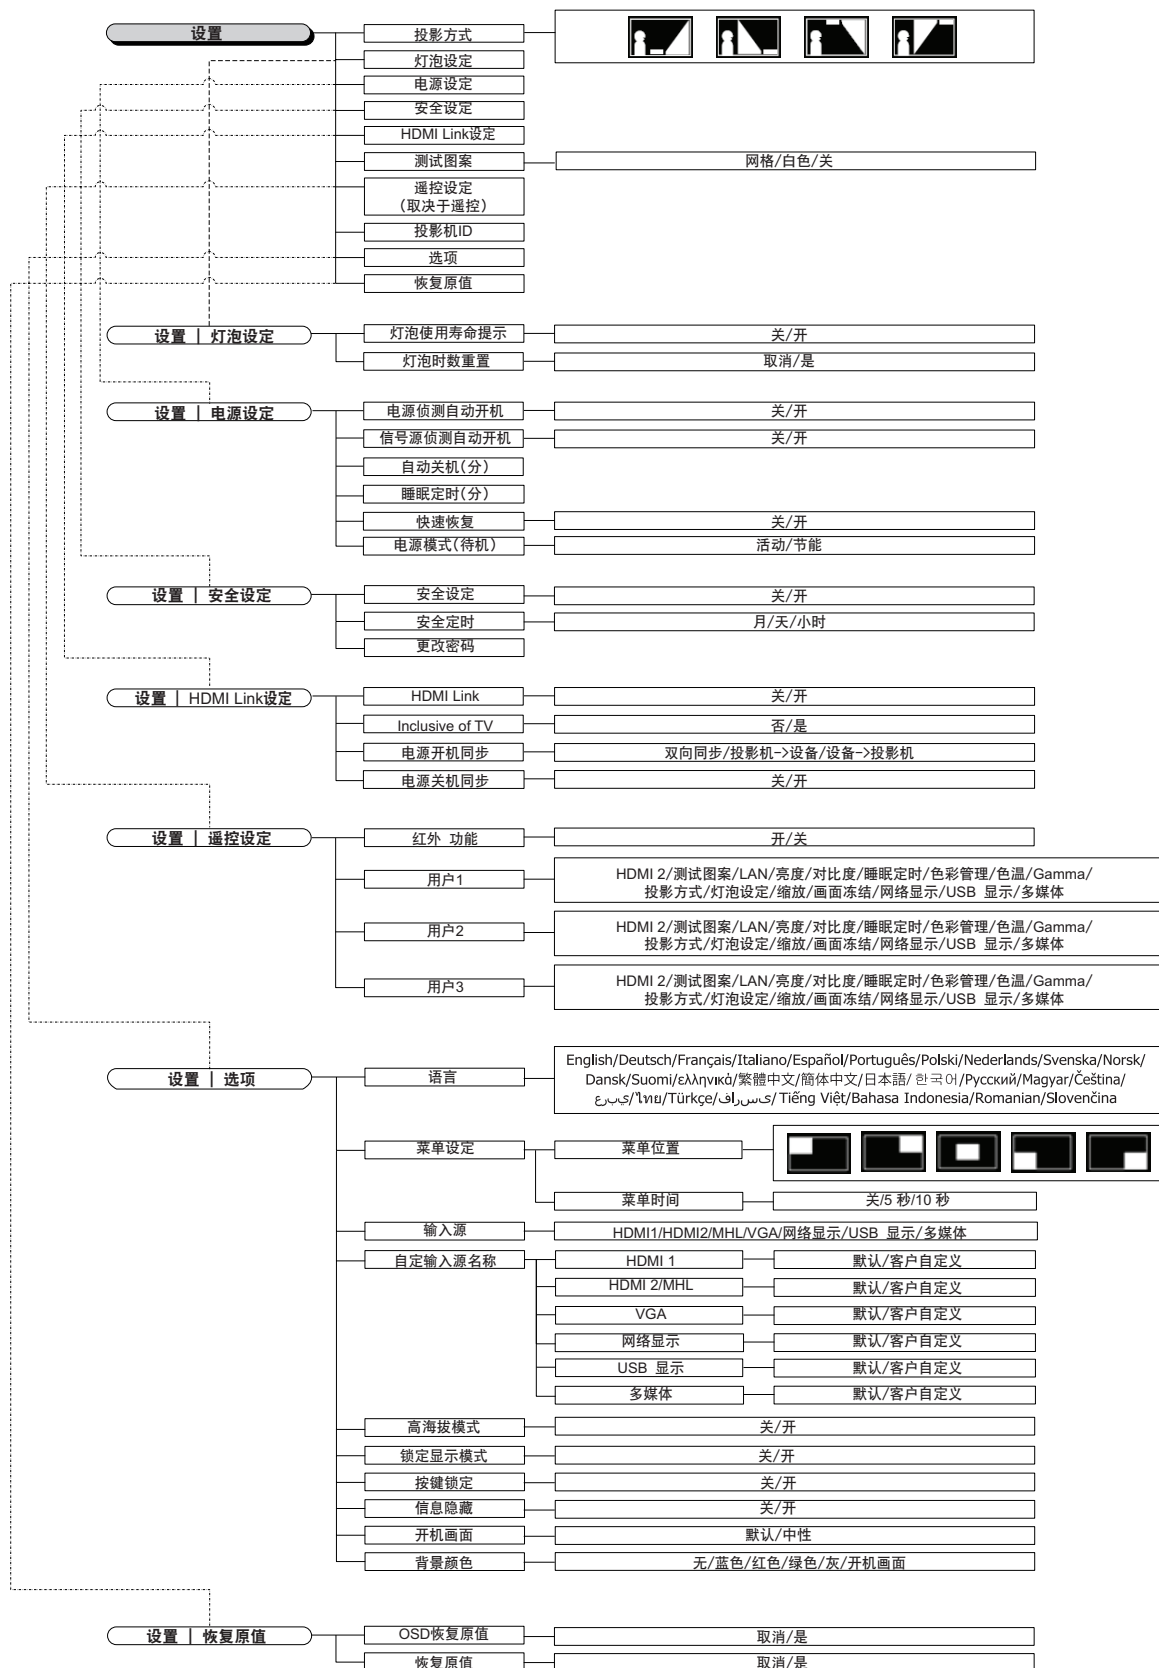 设置
投影方式
灯泡设定
电源设定
安全设定
HDMI Link设定
测试图案 网格/白色/关
遥控设定
(取决于遥控)
投影机ID
选项
恢复原值
设置 | 灯泡设定
灯泡使用寿命提示 关/开
灯泡时数重置 取消/是
设置 | 电源设定
电源侦测自动开机 关/开
信号源侦测自动开机 关/开
自动关机(分)
睡眠定时(分)
快速恢复 关/开
电源模式(待机) 活动/节能
设置 | 安全设定
安全设定 关/开
安全定时 月/天/小时
更改密码
设置 | HDMI Link设定
HDMI Link 关/开
Inclusive of TV 否/是
电源开机同步 双向同步/投影机->设备/设备->投影机
电源关机同步 关/开
设置 | 遥控设定
红外 功能 开/关
用户1
HDMI 2/测试图案/LAN/亮度/对比度/睡眠定时/色彩管理/色温/Gamma/
投影方式/灯泡设定/缩放/画面冻结/网络显示/USB 显示/多媒体
用户2
HDMI 2/测试图案/LAN/亮度/对比度/睡眠定时/色彩管理/色温/Gamma/
投影方式/灯泡设定/缩放/画面冻结/网络显示/USB 显示/多媒体
用户3
HDMI 2/测试图案/LAN/亮度/对比度/睡眠定时/色彩管理/色温/Gamma/
投影方式/灯泡设定/缩放/画面冻结/网络显示/USB 显示/多媒体
设置 | 选项
语言
English/Deutsch/Français/Italiano/Español/Português/Polski/Nederlands/Svenska/Norsk/
Dansk/Suomi/ελληνικά/繁體中文/簡体中文/日本語/한국어/Русский/Magyar/Čeština/
ي‌ب‌ر‌ع/ไทย/Türkçe/ی‌س‌ر‌ا‌ف/Tiếng Việt/Bahasa Indonesia/Romanian/Slovenčina
菜单设定
菜单位置
菜单时间 关/5 秒/10 秒
输入源 HDMI1/HDMI2/MHL/VGA/网络显示/USB 显示/多媒体
自定输入源名称
HDMI 1 默认/客户自定义
HDMI 2/MHL 默认/客户自定义
VGA 默认/客户自定义
网络显示 默认/客户自定义
USB 显示 默认/客户自定义
多媒体 默认/客户自定义
高海拔模式 关/开
锁定显示模式 关/开
按键锁定 关/开
信息隐藏 关/开
开机画面 默认/中性
背景颜色 无/蓝色/红色/绿色/灰/开机画面
设置 | 恢复原值
OSD恢复原值 取消/是
恢复原值 取消/是